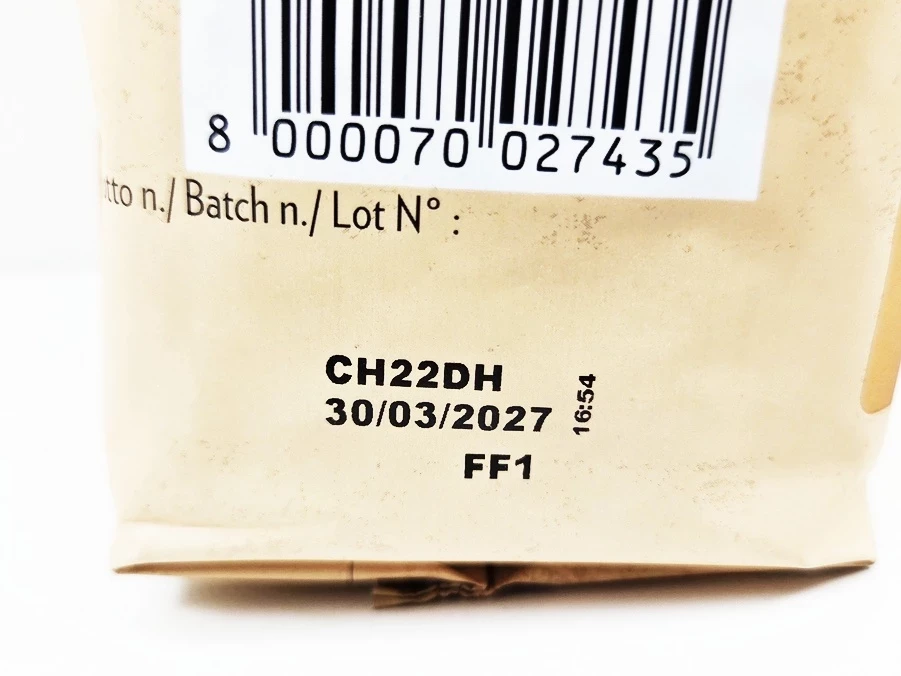 8 000070 027435
tto n./ Batch n./ Lot N° :
CH22DH
30/03/2027
16:54
FF1